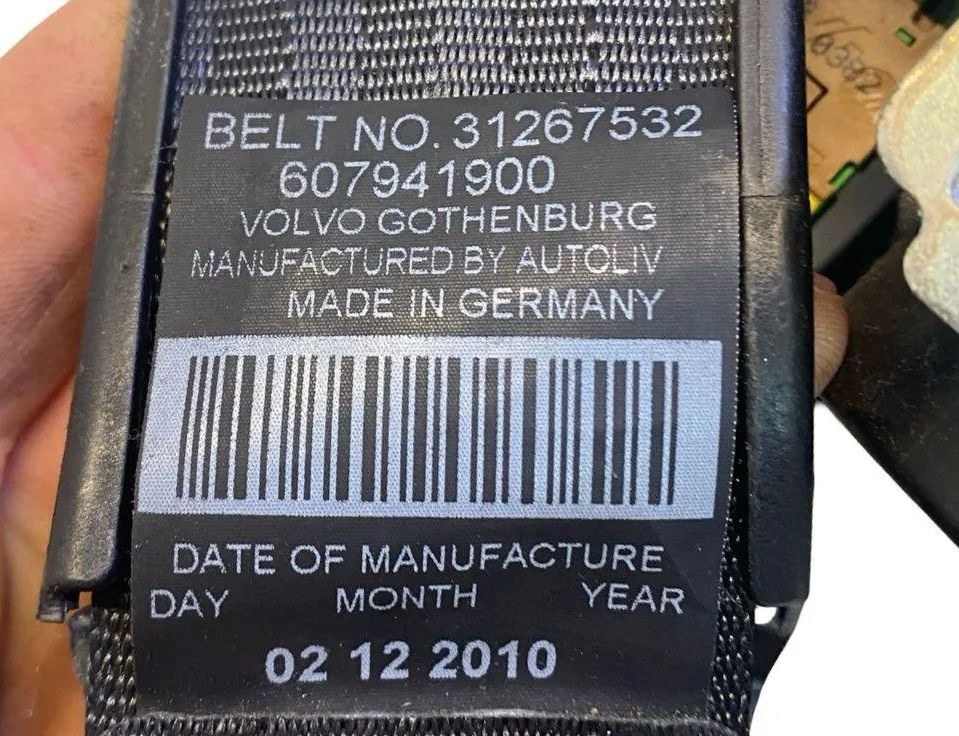 BELT NO. 31267532
607941900
VOLVO GOTHENBURG
MANUFACTURED BY AUTOLIV
MADE IN GERMANY
DATE OF MANUFACTURE
DAY MONTH YEAR
02 12 2010